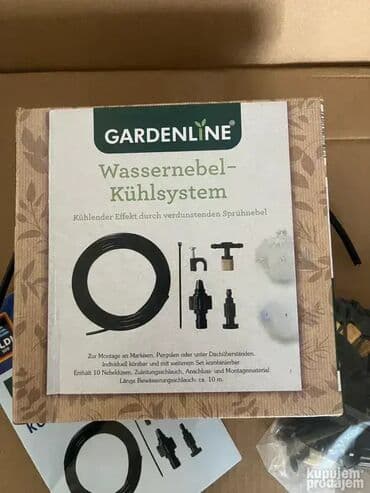 GARDENLINE®
Wassernebel-
Kühlsystem
Kühlender Effekt durch verdunstenden Sprühnebel
Zur Montage an Markisen, Pergolen oder unter Dachüberständen.
Individuell kürzbar und mit weiterem Set kombinierbar.
Enthält 10 Nebeldüsen, Zuleitungsschlauch, Anschluss- und Montagematerial
Länge Bewässerungsschlauch: ca. 10 m.
kupujem
prodajem